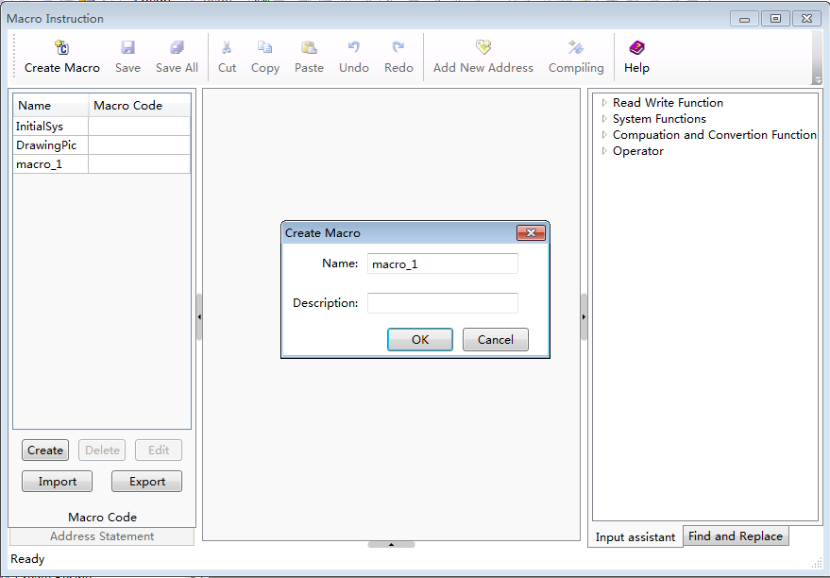 Macro Instruction
Create Macro Save Save All Cut Copy Paste Undo Redo Add New Address Compiling Help
Name Macro Code
InitialSys
DrawingPic
macro_1
Read Write Function
System Functions
Compuation and Convertion Function
Operator
Create Macro
Name: macro_1
Description:
OK Cancel
Create Delete Edit
Import Export
Macro Code
Address Statement
Input assistant Find and Replace
Ready